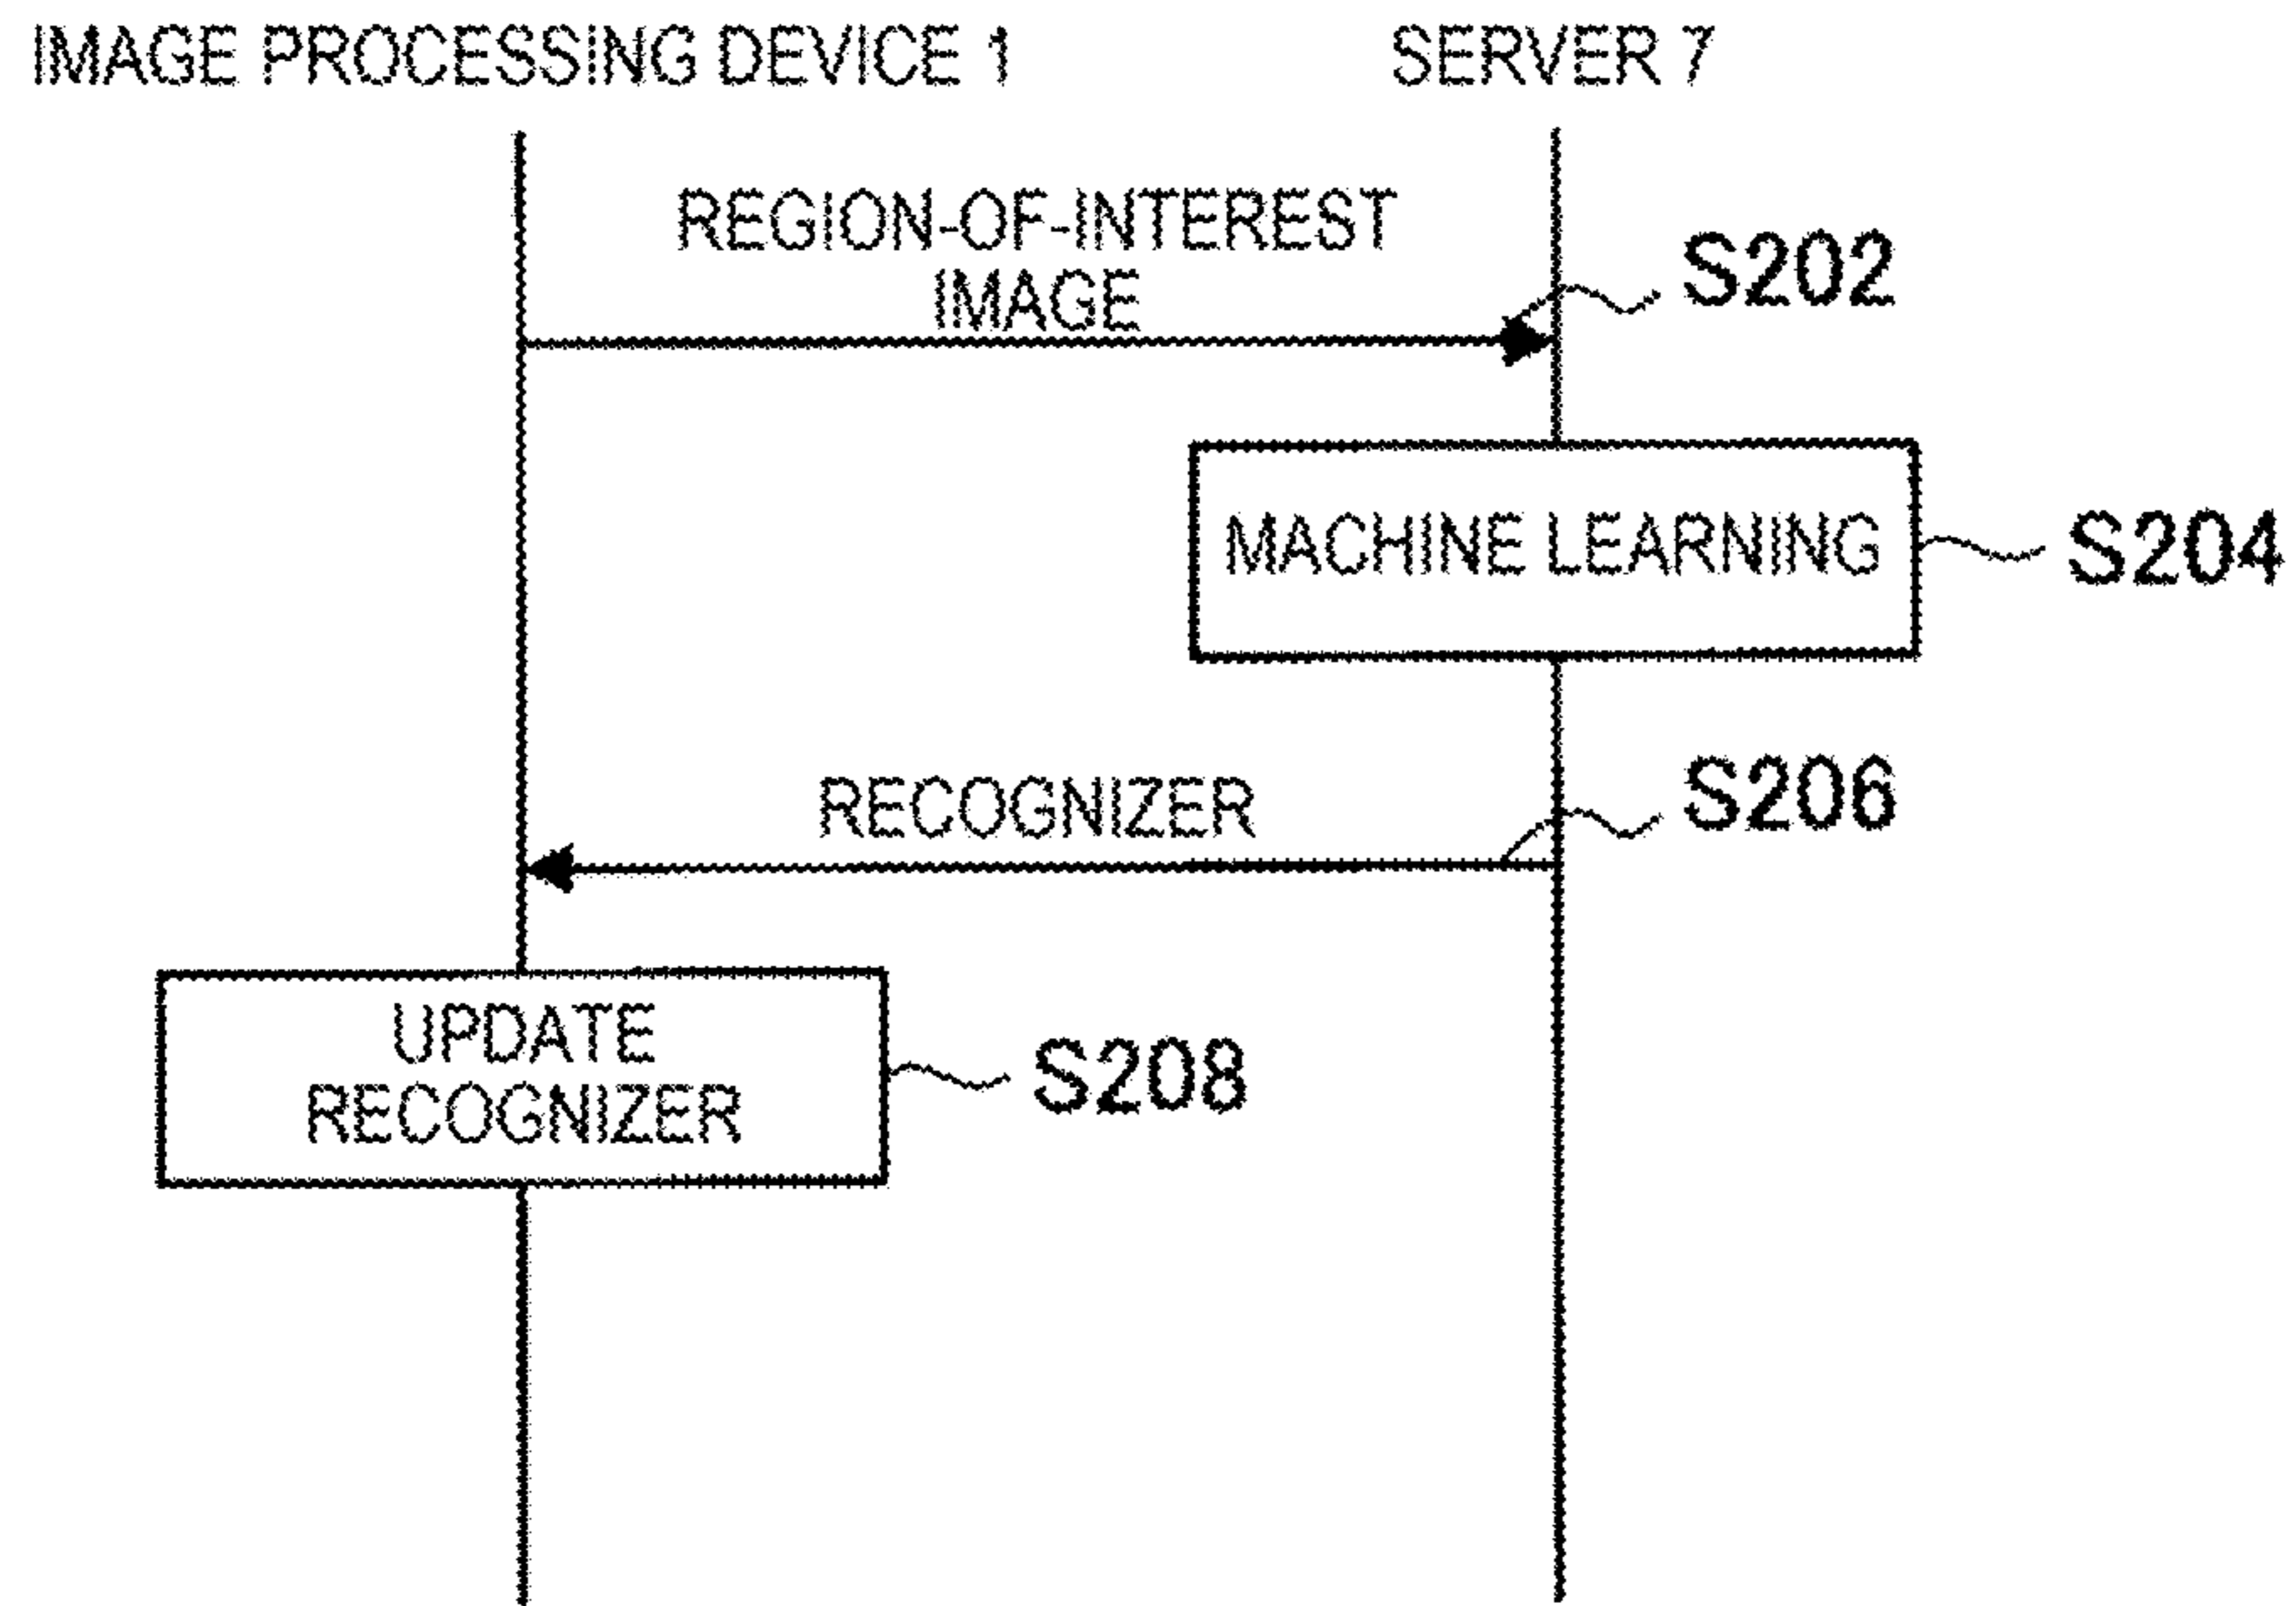 IMAGE PROCESSING DEVICE 1
SERVER 7
REGION-OF-INTEREST
IMAGE
S202
MACHINE LEARNING
S204
RECOGNIZER
S206
UPDATE
RECOGNIZER
S208